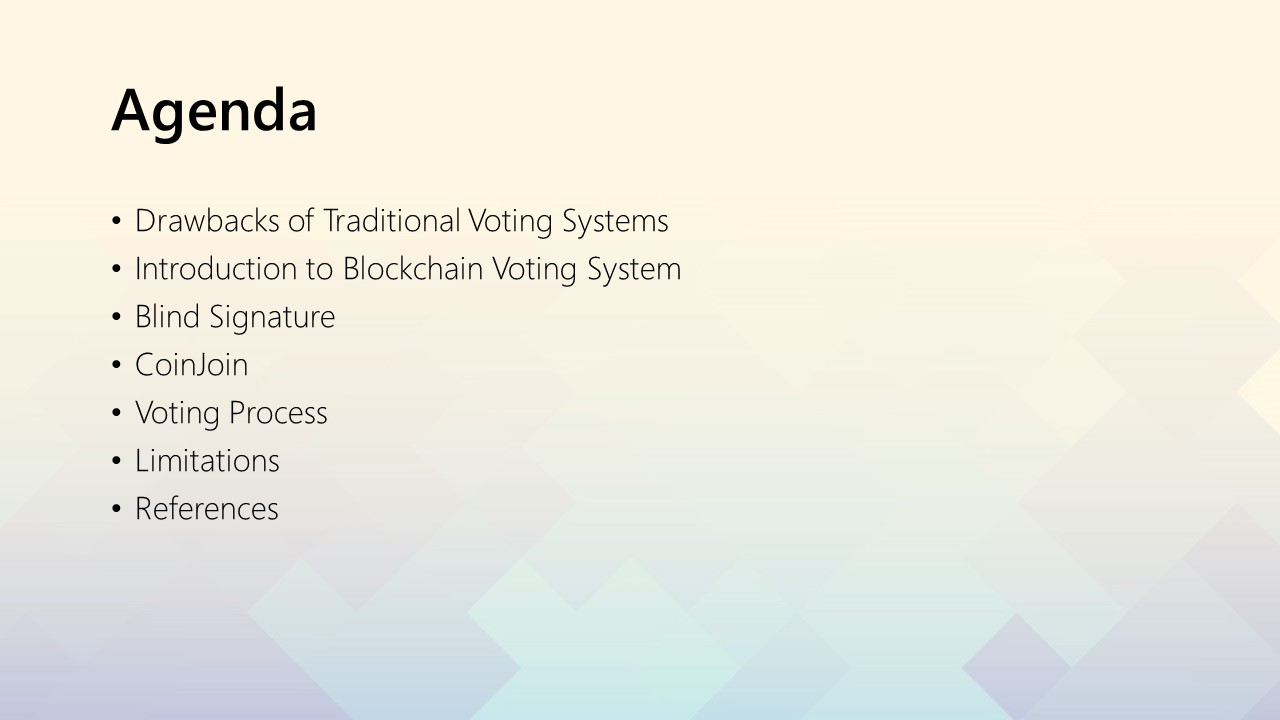 Agenda
• Drawbacks of Traditional Voting Systems
• Introduction to Blockchain Voting System
• Blind Signature
• CoinJoin
• Voting Process
• Limitations
• References